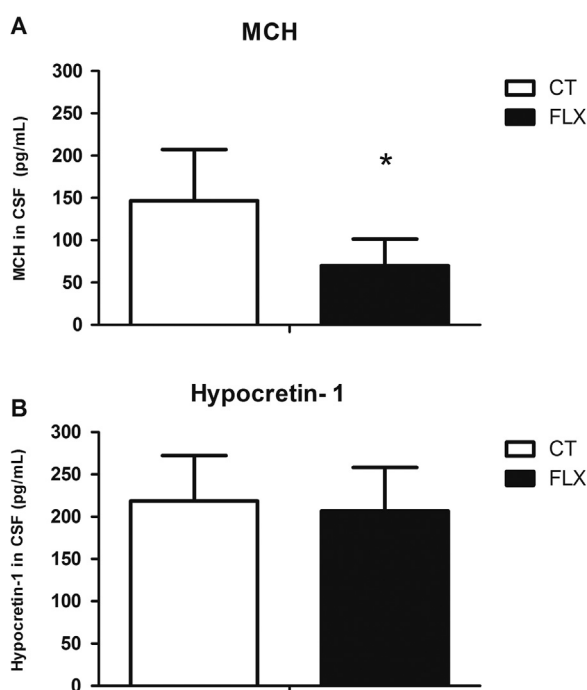 A
MCH
MCH in CSF (pg/mL)
300
250
200
150
100
50
0
*
CT
FLX
B
Hypocretin- 1
Hypocretin-1 in CSF (pg/mL)
300
250
200
150
100
50
0
CT
FLX